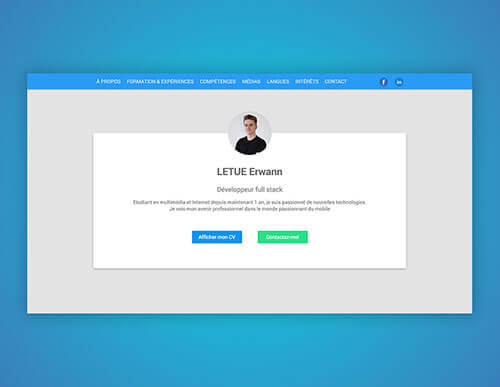 À PROPOS FORMATION & EXPÉRIENCES COMPÉTENCES MÉDIAS LANGUES INTÉRÊTS CONTACT f in
LETUE Erwann
Développeur full stack
Etudiant en multimédia et Internet depuis maintenant 1 an, je suis passionné de nouvelles technologies.
Je vois mon avenir professionnel dans le monde passionnant du mobile
Afficher mon CV Contactez-moi